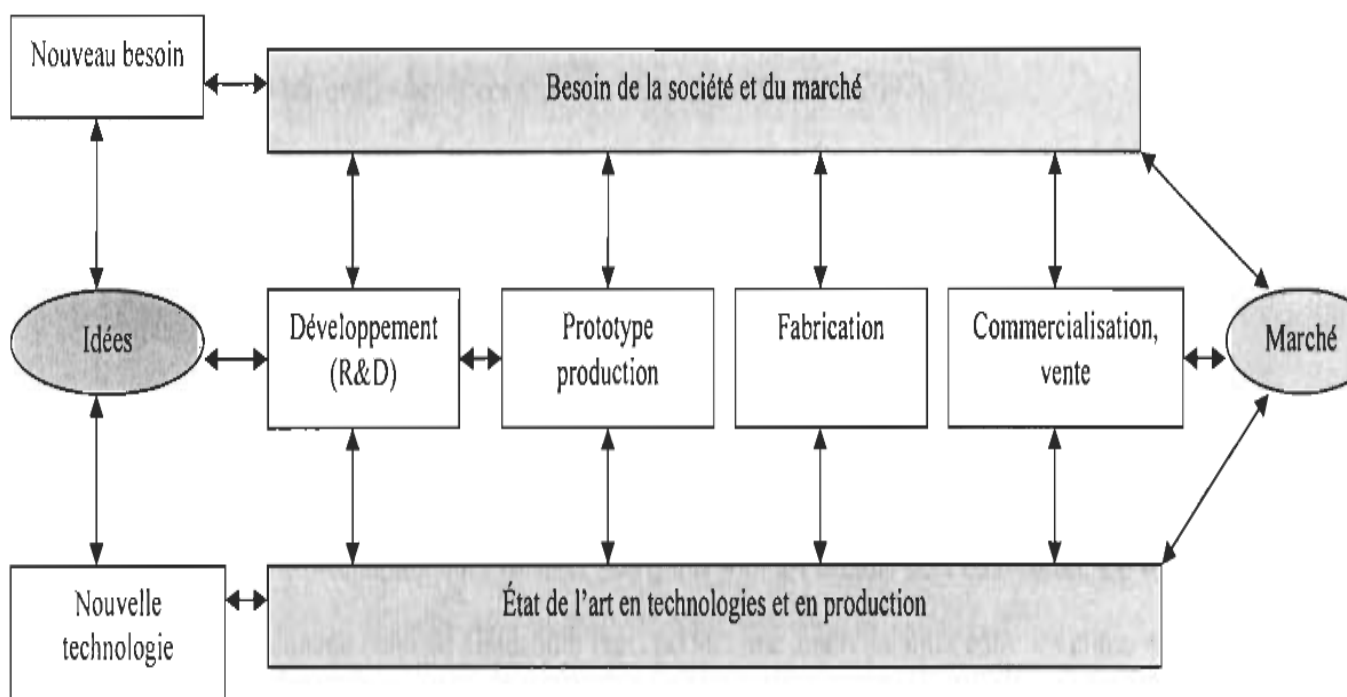 Nouveau besoin
Besoin de la société et du marché
Idées
Développement
(R&D)
Prototype
production
Fabrication
Commercialisation,
vente
Marché
Nouvelle
technologie
État de l'art en technologies et en production